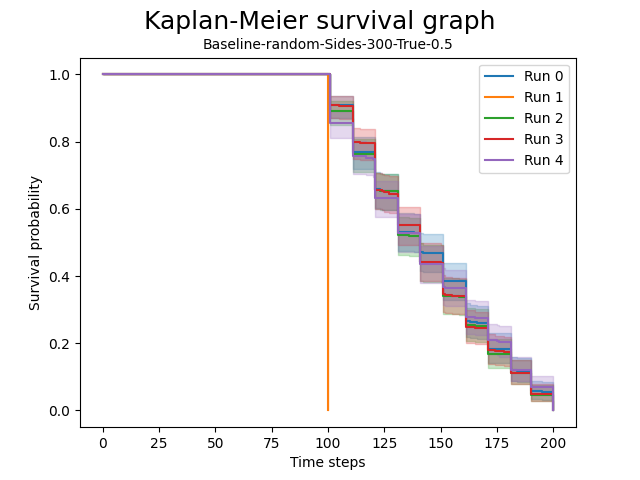 Kaplan-Meier survival graph
Baseline-random-Sides-300-True-0.5
Survival probability
1.0
0.8
0.6
0.4
0.2
0.0
Run 0
Run 1
Run 2
Run 3
Run 4
0 25 50 75 100 125 150 175 200
Time steps